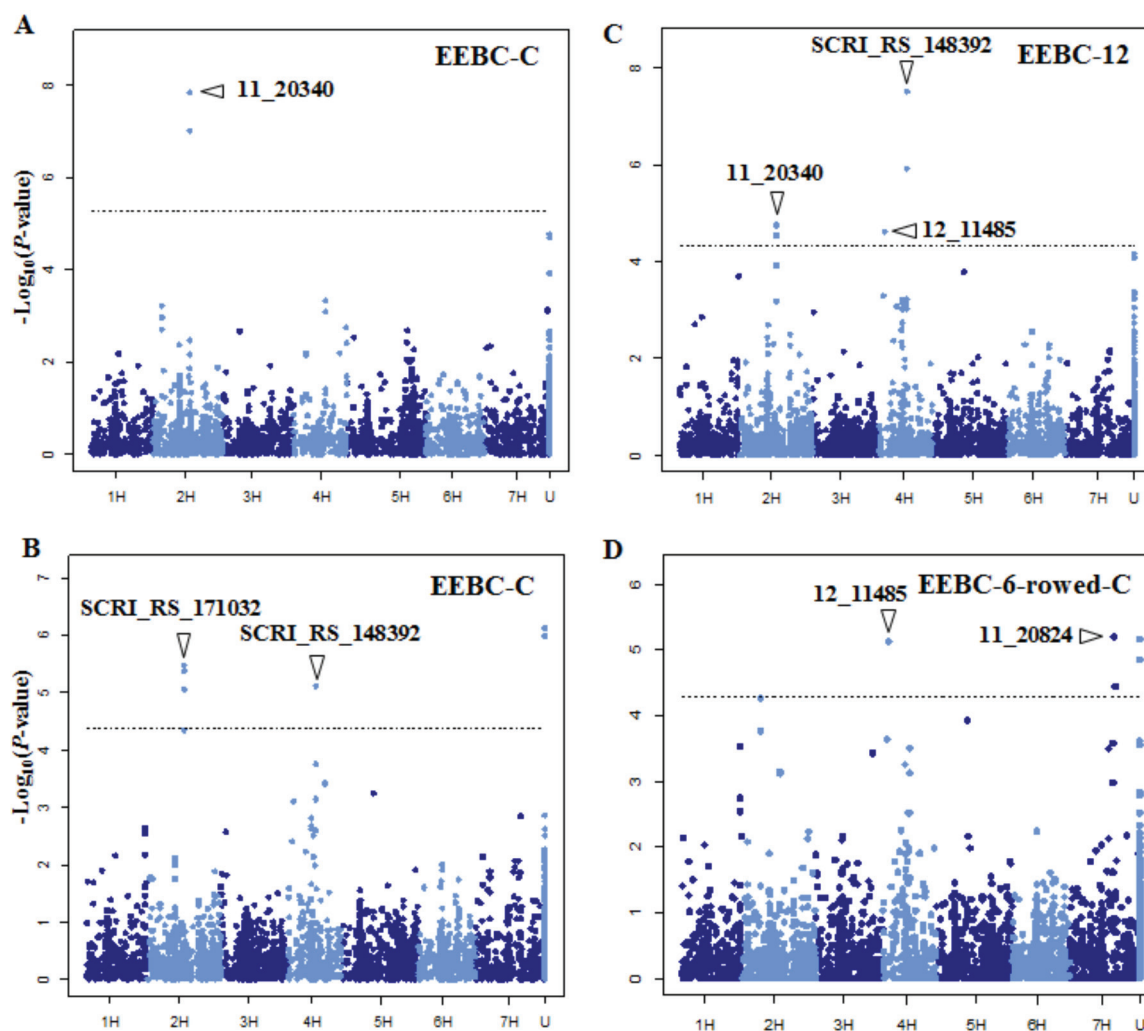 A
EEBC-C
11_20340
-Log10(P-value)
8
6
4
2
0
1H 2H 3H 4H 5H 6H 7H U
C
SCRI_RS_148392
EEBC-12
11_20340
12_11485
8
6
4
2
0
1H 2H 3H 4H 5H 6H 7H U
B
EEBC-C
SCRI_RS_171032
SCRI_RS_148392
-Log10(P-value)
7
6
5
4
3
2
1
0
1H 2H 3H 4H 5H 6H 7H U
D
EEBC-6-rowed-C
12_11485
11_20824
6
5
4
3
2
1
0
1H 2H 3H 4H 5H 6H 7H U